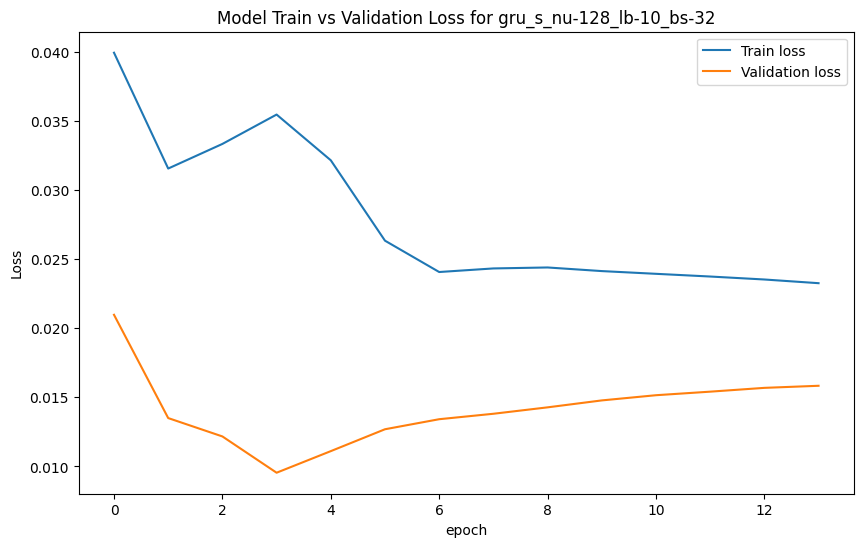 Model Train vs Validation Loss for gru_s_nu-128_lb-10_bs-32
Train loss
Validation loss
0.040
0.035
0.030
0.025
0.020
0.015
0.010
Loss
0 2 4 6 8 10 12
epoch